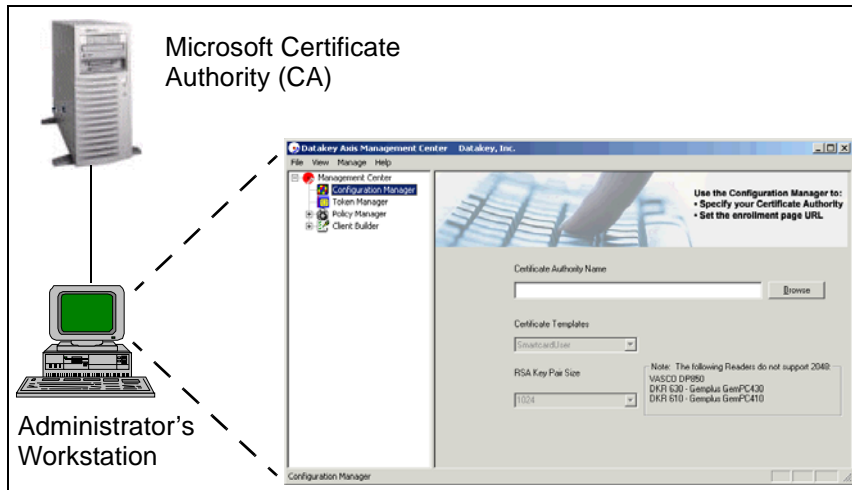 Microsoft Certificate
Authority (CA)
Datakey Axis Management Center Datakey, Inc.
File View Manage Help
Management Center
Configuration Manager
Token Manager
Policy Manager
Client Builder
Use the Configuration Manager to:
• Specify your Certificate Authority
• Set the enrollment page URL
Certificate Authority Name
Browse
Certificate Templates
SmartcardUser
RSA Key Pair Size
1024
Note: The following Readers do not support 2048:
VASCO DP850
DKR 630 - Gemplus GemPC430
DKR 610 - Gemplus GemPC410
Configuration Manager
Administrator's
Workstation